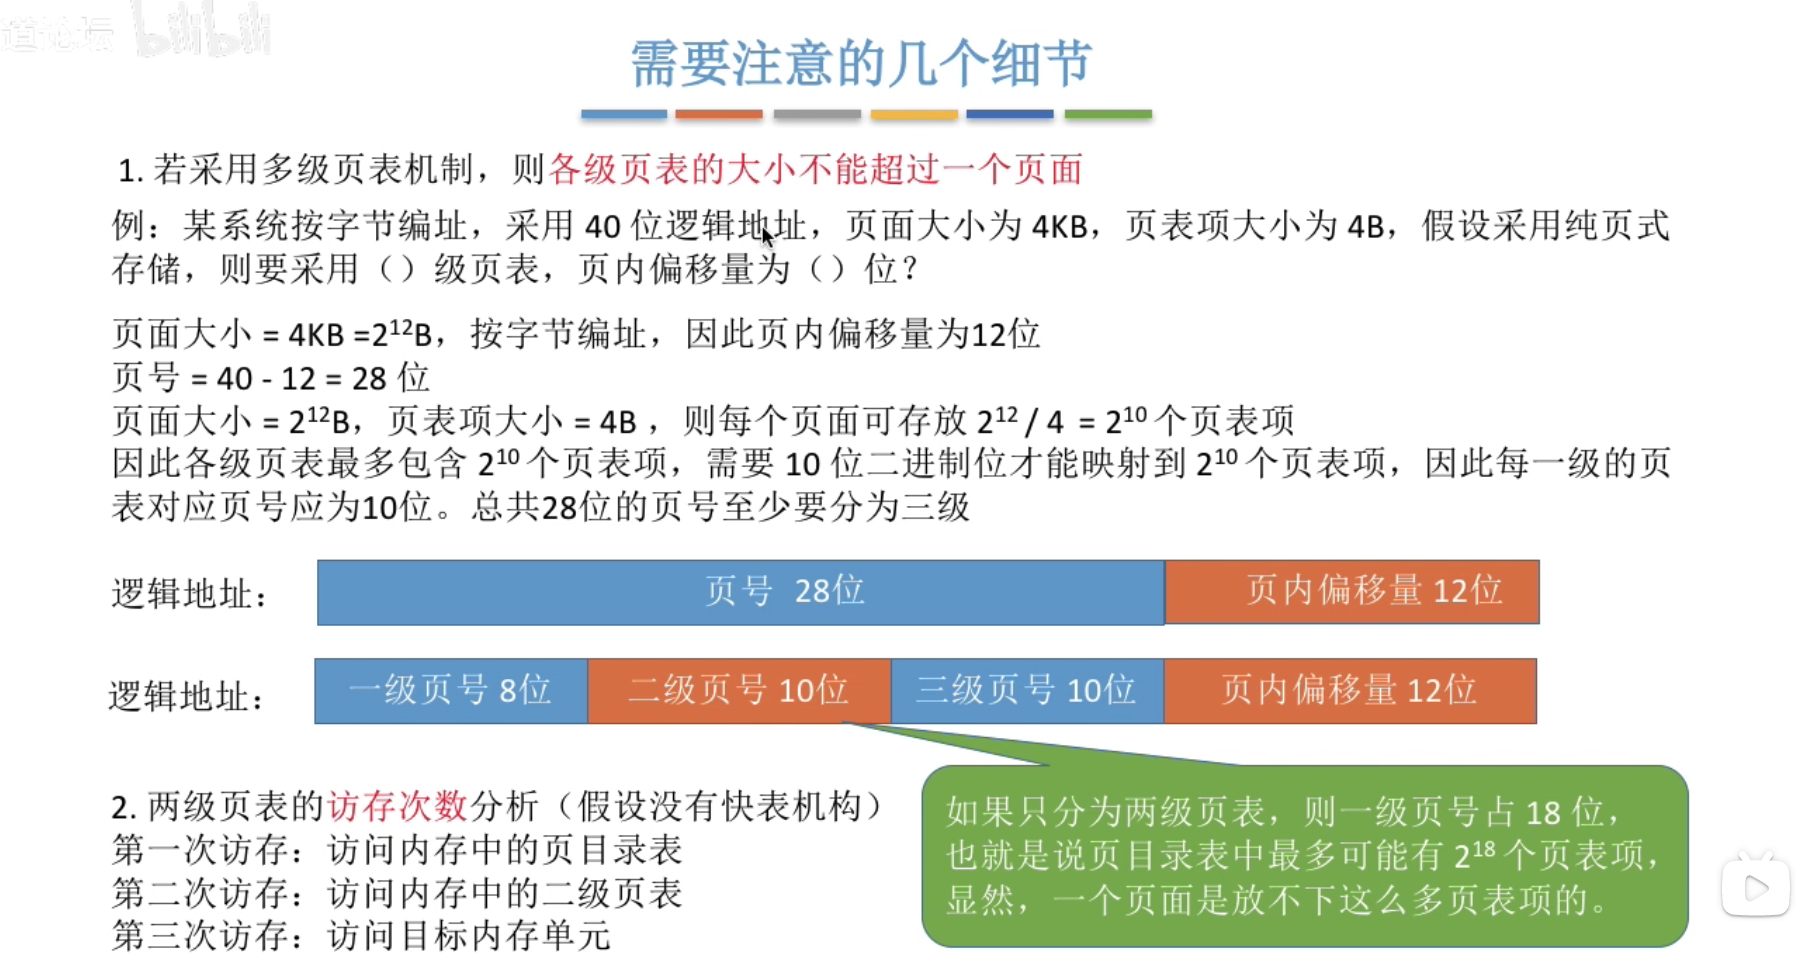 道论坛 bilibili
需要注意的几个细节
1. 若采用多级页表机制，则各级页表的大小不能超过一个页面
例：某系统按字节编址，采用 40 位逻辑地址，页面大小为 4KB，页表项大小为 4B，假设采用纯页式
存储，则要采用（）级页表，页内偏移量为（）位？
页面大小 = 4KB =2¹²B，按字节编址，因此页内偏移量为12位
页号 = 40 - 12 = 28 位
页面大小 = 2¹²B，页表项大小 = 4B ，则每个页面可存放 2¹² / 4 = 2¹⁰ 个页表项
因此各级页表最多包含 2¹⁰ 个页表项，需要 10 位二进制位才能映射到 2¹⁰ 个页表项，因此每一级的页
表对应页号应为10位。总共28位的页号至少要分为三级
逻辑地址： 页号 28位 页内偏移量 12位
逻辑地址： 一级页号 8位 二级页号 10位 三级页号 10位 页内偏移量 12位
2. 两级页表的访存次数分析（假设没有快表机构）
第一次访存：访问内存中的页目录表
第二次访存：访问内存中的二级页表
第三次访存：访问目标内存单元
如果只分为两级页表，则一级页号占 18 位，
也就是说页目录表中最多可能有 2¹⁸ 个页表项，
显然，一个页面是放不下这么多页表项的。